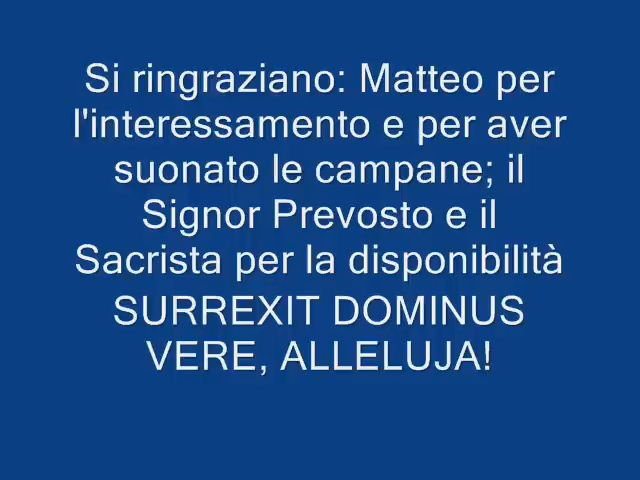 Si ringraziano: Matteo per
l'interessamento e per aver
suonato le campane; il
Signor Prevosto e il
Sacrista per la disponibilità
SURREXIT DOMINUS
VERE, ALLELUJA!